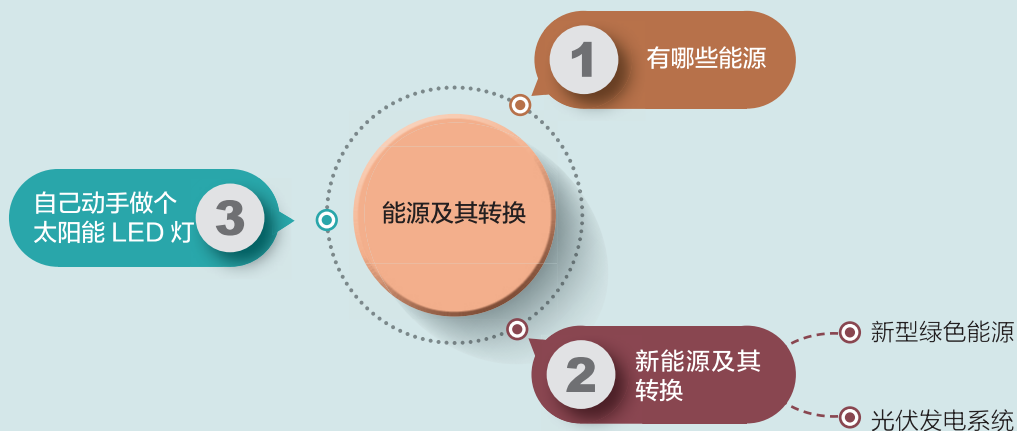 1
有哪些能源
能源及其转换
自己动手做个
太阳能 LED 灯
3
2
新能源及其
转换
新型绿色能源
光伏发电系统